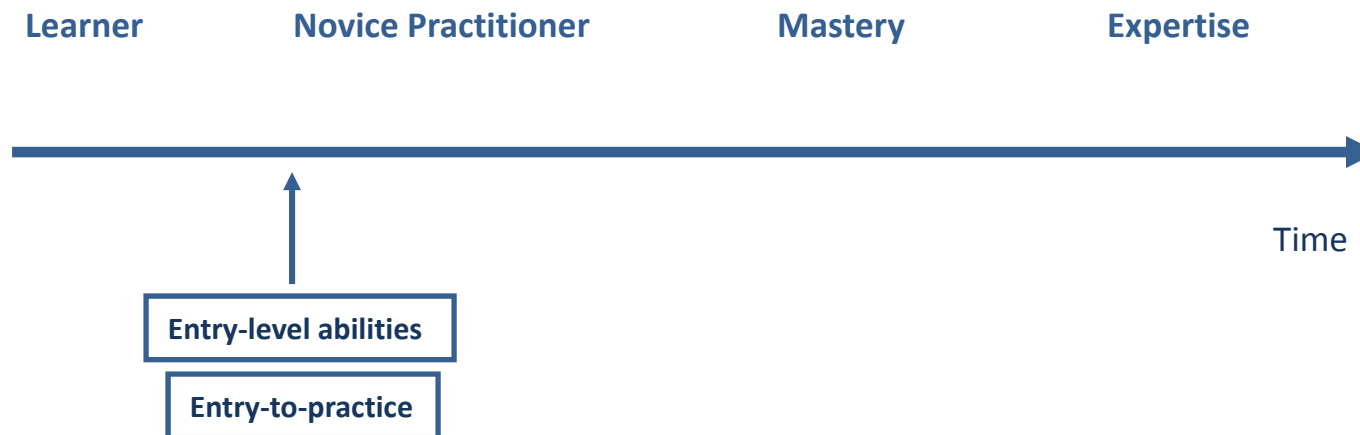 Learner Novice Practitioner Mastery Expertise
Time
Entry-level abilities
Entry-to-practice